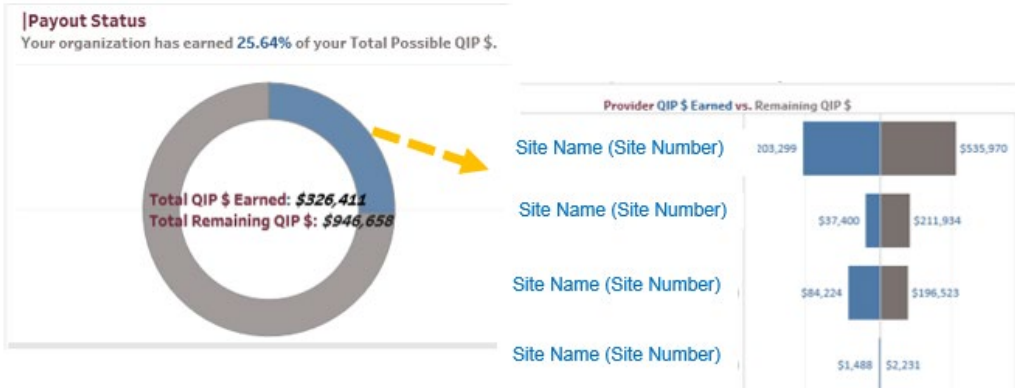 |Payout Status
Your organization has earned 25.64% of your Total Possible QIP $.
Total QIP $ Earned: $326,411
Total Remaining QIP $: $946,658
Provider QIP $ Earned vs. Remaining QIP $
Site Name (Site Number) 203,299 $535,970
Site Name (Site Number) $37,400 $211,934
Site Name (Site Number) $84,224 $196,523
Site Name (Site Number) $1,488 $2,231